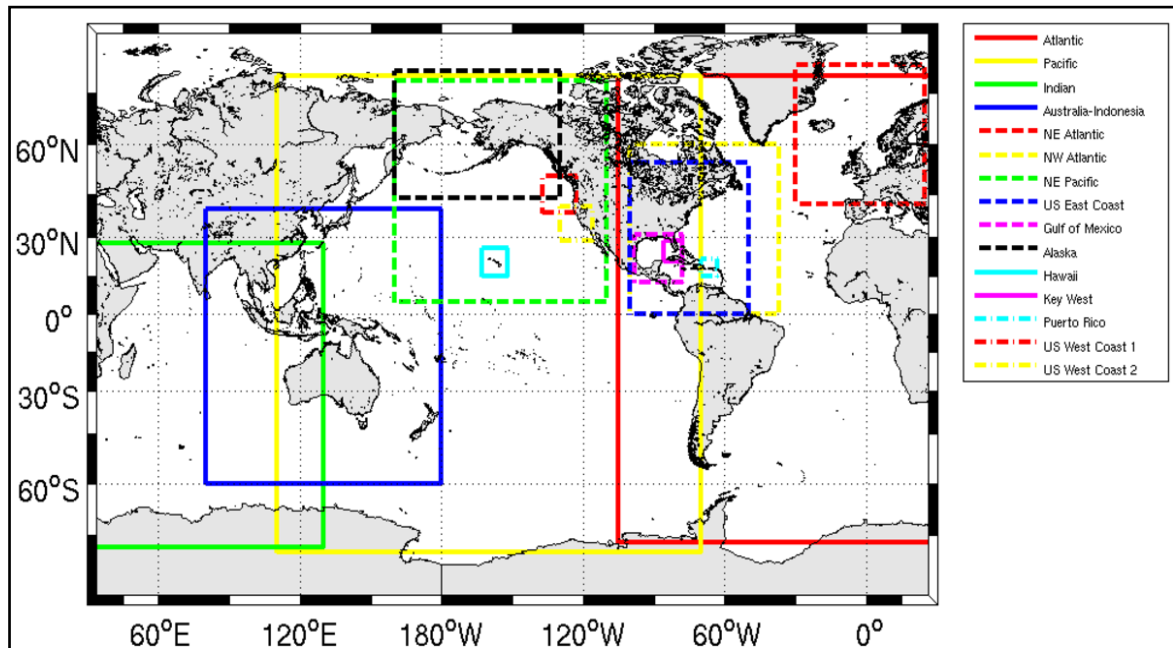 Atlantic
Pacific
Indian
Australia-Indonesia
NE Atlantic
NW Atlantic
NE Pacific
US East Coast
Gulf of Mexico
Alaska
Hawaii
Key West
Puerto Rico
US West Coast 1
US West Coast 2
60°N
30°N
0°
30°S
60°S
60°E 120°E 180°W 120°W 60°W 0°